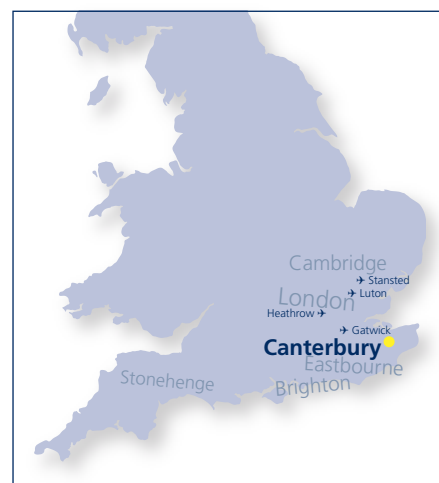 Cambridge
✈ Stansted
✈ Luton
London
Heathrow ✈
✈ Gatwick
Canterbury
Eastbourne
Stonehenge
Brighton